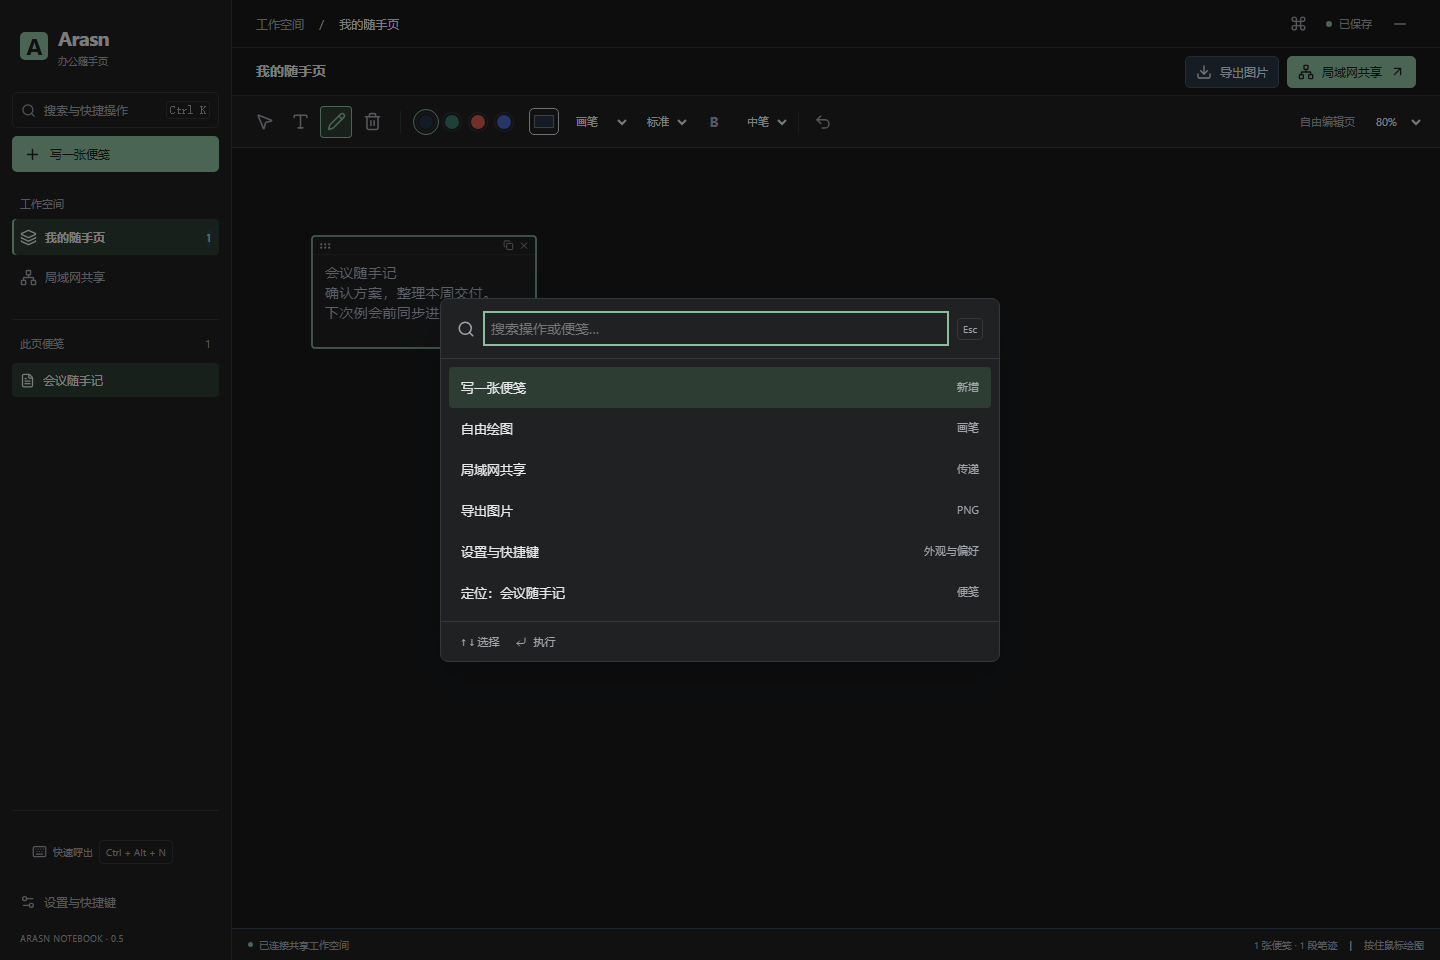 Arasn
办公随手页
搜索与快捷操作 Ctrl K
写一张便笺
工作空间
我的随手页 1
局域网共享
此页便笺 1
会议随手记
快速呼出 Ctrl + Alt + N
设置与快捷键
ARASN NOTEBOOK · 0.5
工作空间 / 我的随手页
已保存
我的随手页
导出图片
局域网共享
画笔
标准
B
中笔
自由编辑页
80%
会议随手记
确认方案，整理本周交付。
下次例会前同步进
搜索操作或便笺...
Esc
写一张便笺 新增
自由绘图 画笔
局域网共享 传递
导出图片 PNG
设置与快捷键 外观与偏好
定位：会议随手记 便笺
↑↓选择 执行
已连接共享工作空间
1 张便笺 · 1 段笔迹 | 按住鼠标绘图